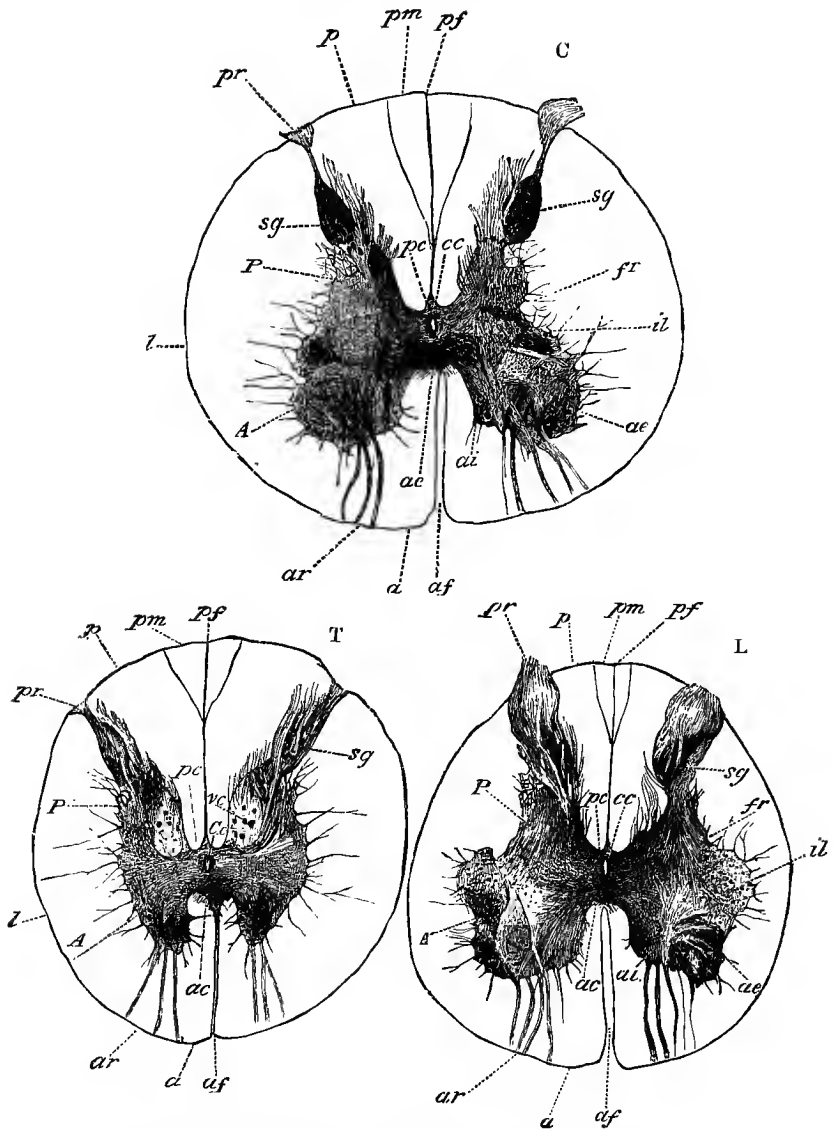 pm pf
p C
pr
sg sg
pc cc
P fr
l il
A ae
ai
ac
ar a af
pm pf T
p
pr
sg
pc vc
P Cc
l
A
ac
ar
a af
pr p pm pf L
sg
P pc cc fr
il
A
ac ai ae
ar
a af